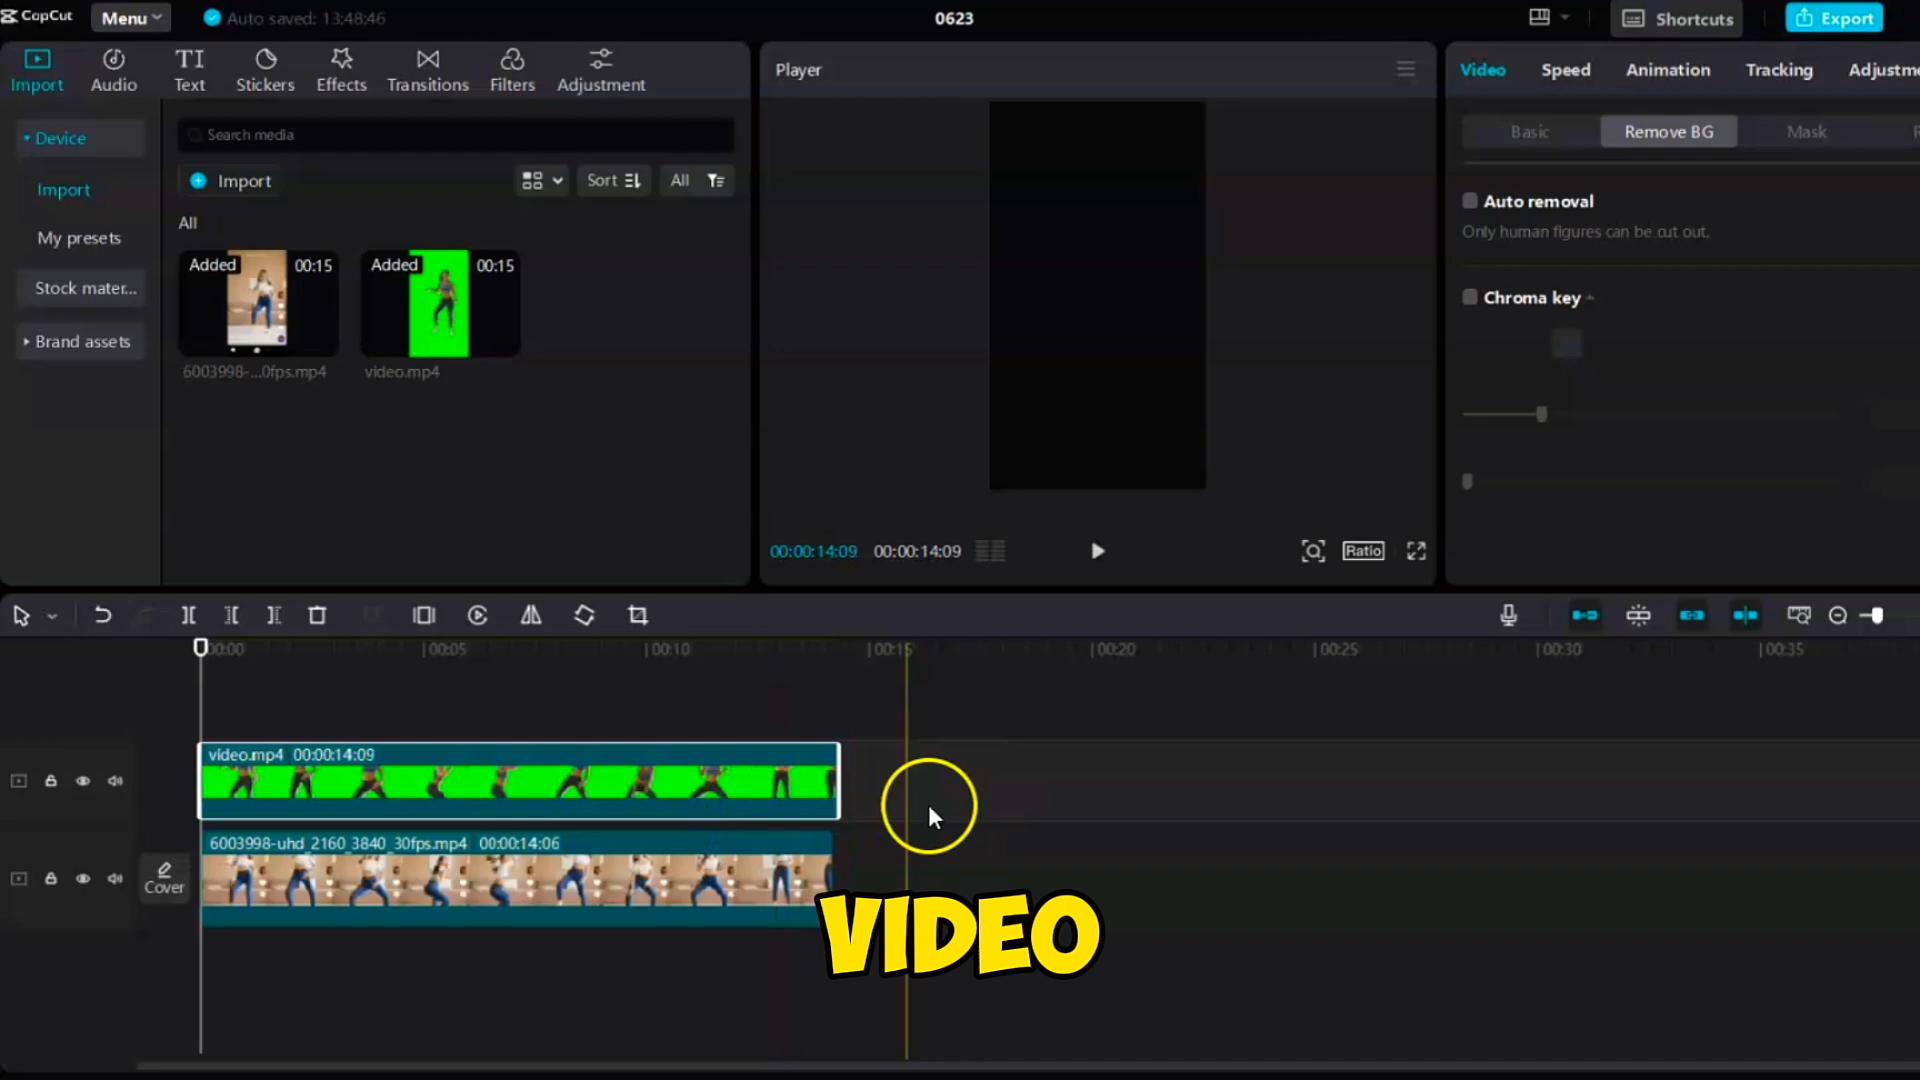 CapCut
Menu
Auto saved: 13:48:46
0623
Shortcuts
Export
Import
Audio
TI
Text
Stickers
Effects
Transitions
Filters
Adjustment
Device
Import
My presets
Stock mater...
Brand assets
Search media
Import
Sort
All
All
Added 00:15
6003998-...0fps.mp4
Added 00:15
video.mp4
Player
00:00:14:09 00:00:14:09
Ratio
Video
Speed
Animation
Tracking
Adjustme
Basic
Remove BG
Mask
Auto removal
Only human figures can be cut out.
Chroma key
00:00
00:05
00:10
00:15
00:20
00:25
00:30
00:35
video.mp4 00:00:14:09
Cover
6003998-uhd_2160_3840_30fps.mp4 00:00:14:06
VIDEO